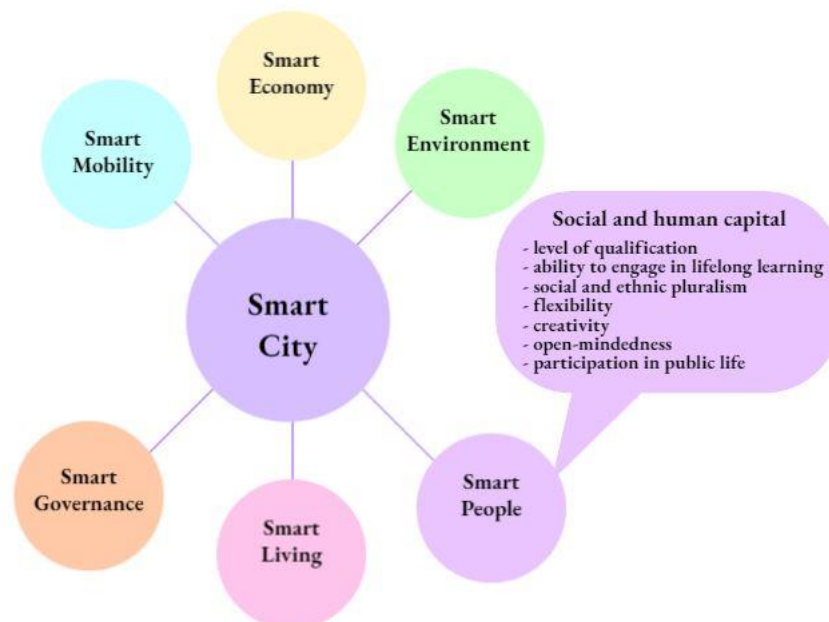 Smart
Economy
Smart
Mobility
Smart
Environment
Social and human capital
- level of qualification
- ability to engage in lifelong learning
- social and ethnic pluralism
- flexibility
- creativity
- open-mindedness
- participation in public life
Smart
City
Smart
Governance
Smart
Living
Smart
People